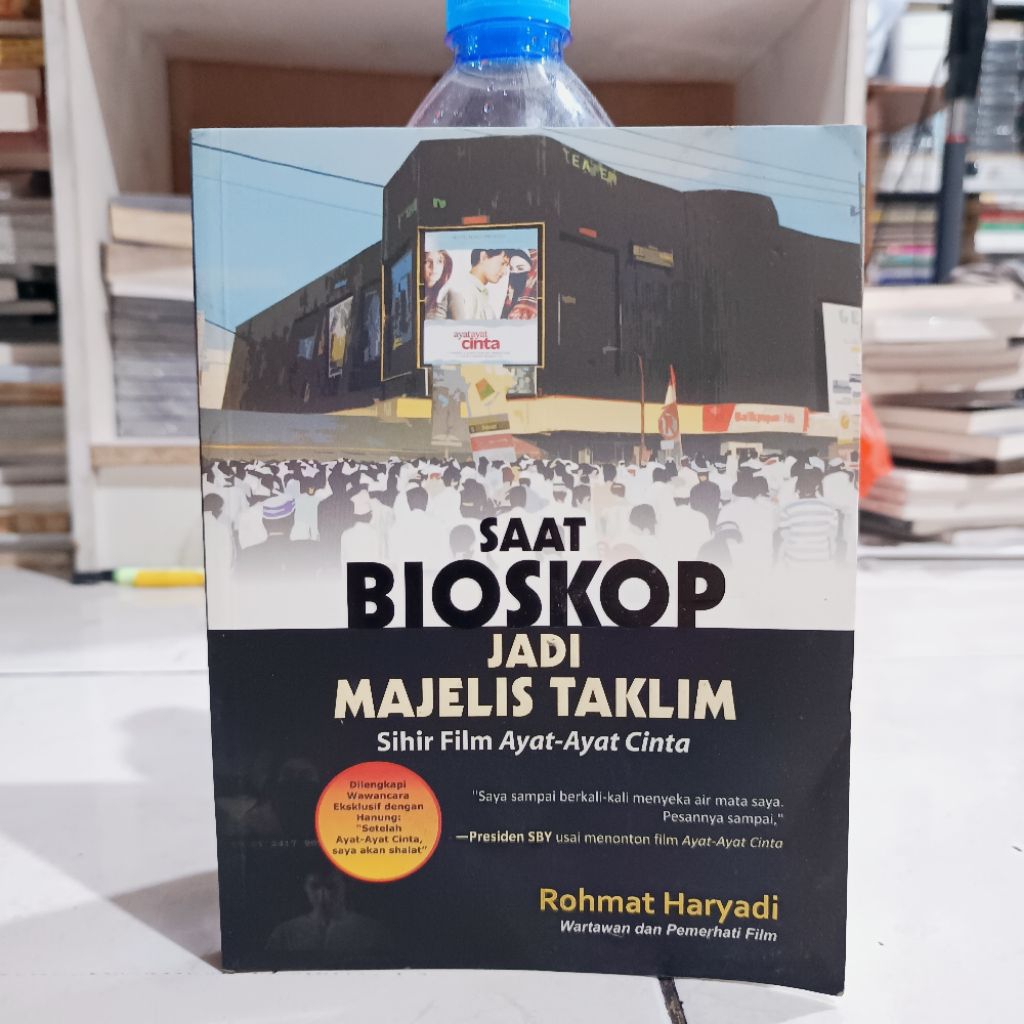 TEATER
ayat ayat
cinta
Balikpapan
SAAT
BIOSKOP
JADI
MAJELIS TAKLIM
Sihir Film Ayat-Ayat Cinta
Dilengkapi
Wawancara
Eksklusif dengan
Hanung:
"Setelah
Ayat-Ayat Cinta,
saya akan shalat"
"Saya sampai berkali-kali menyeka air mata saya.
Pesannya sampai,"
—Presiden SBY usai menonton film Ayat-Ayat Cinta
Rohmat Haryadi
Wartawan dan Pemerhati Film